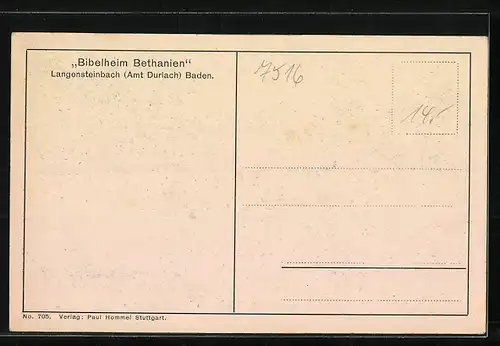 „Bibelheim Bethanien“
Langensteinbach (Amt Durlach) Baden.
7516
14.-
No. 705. Verlag: Paul Hommel Stuttgart.